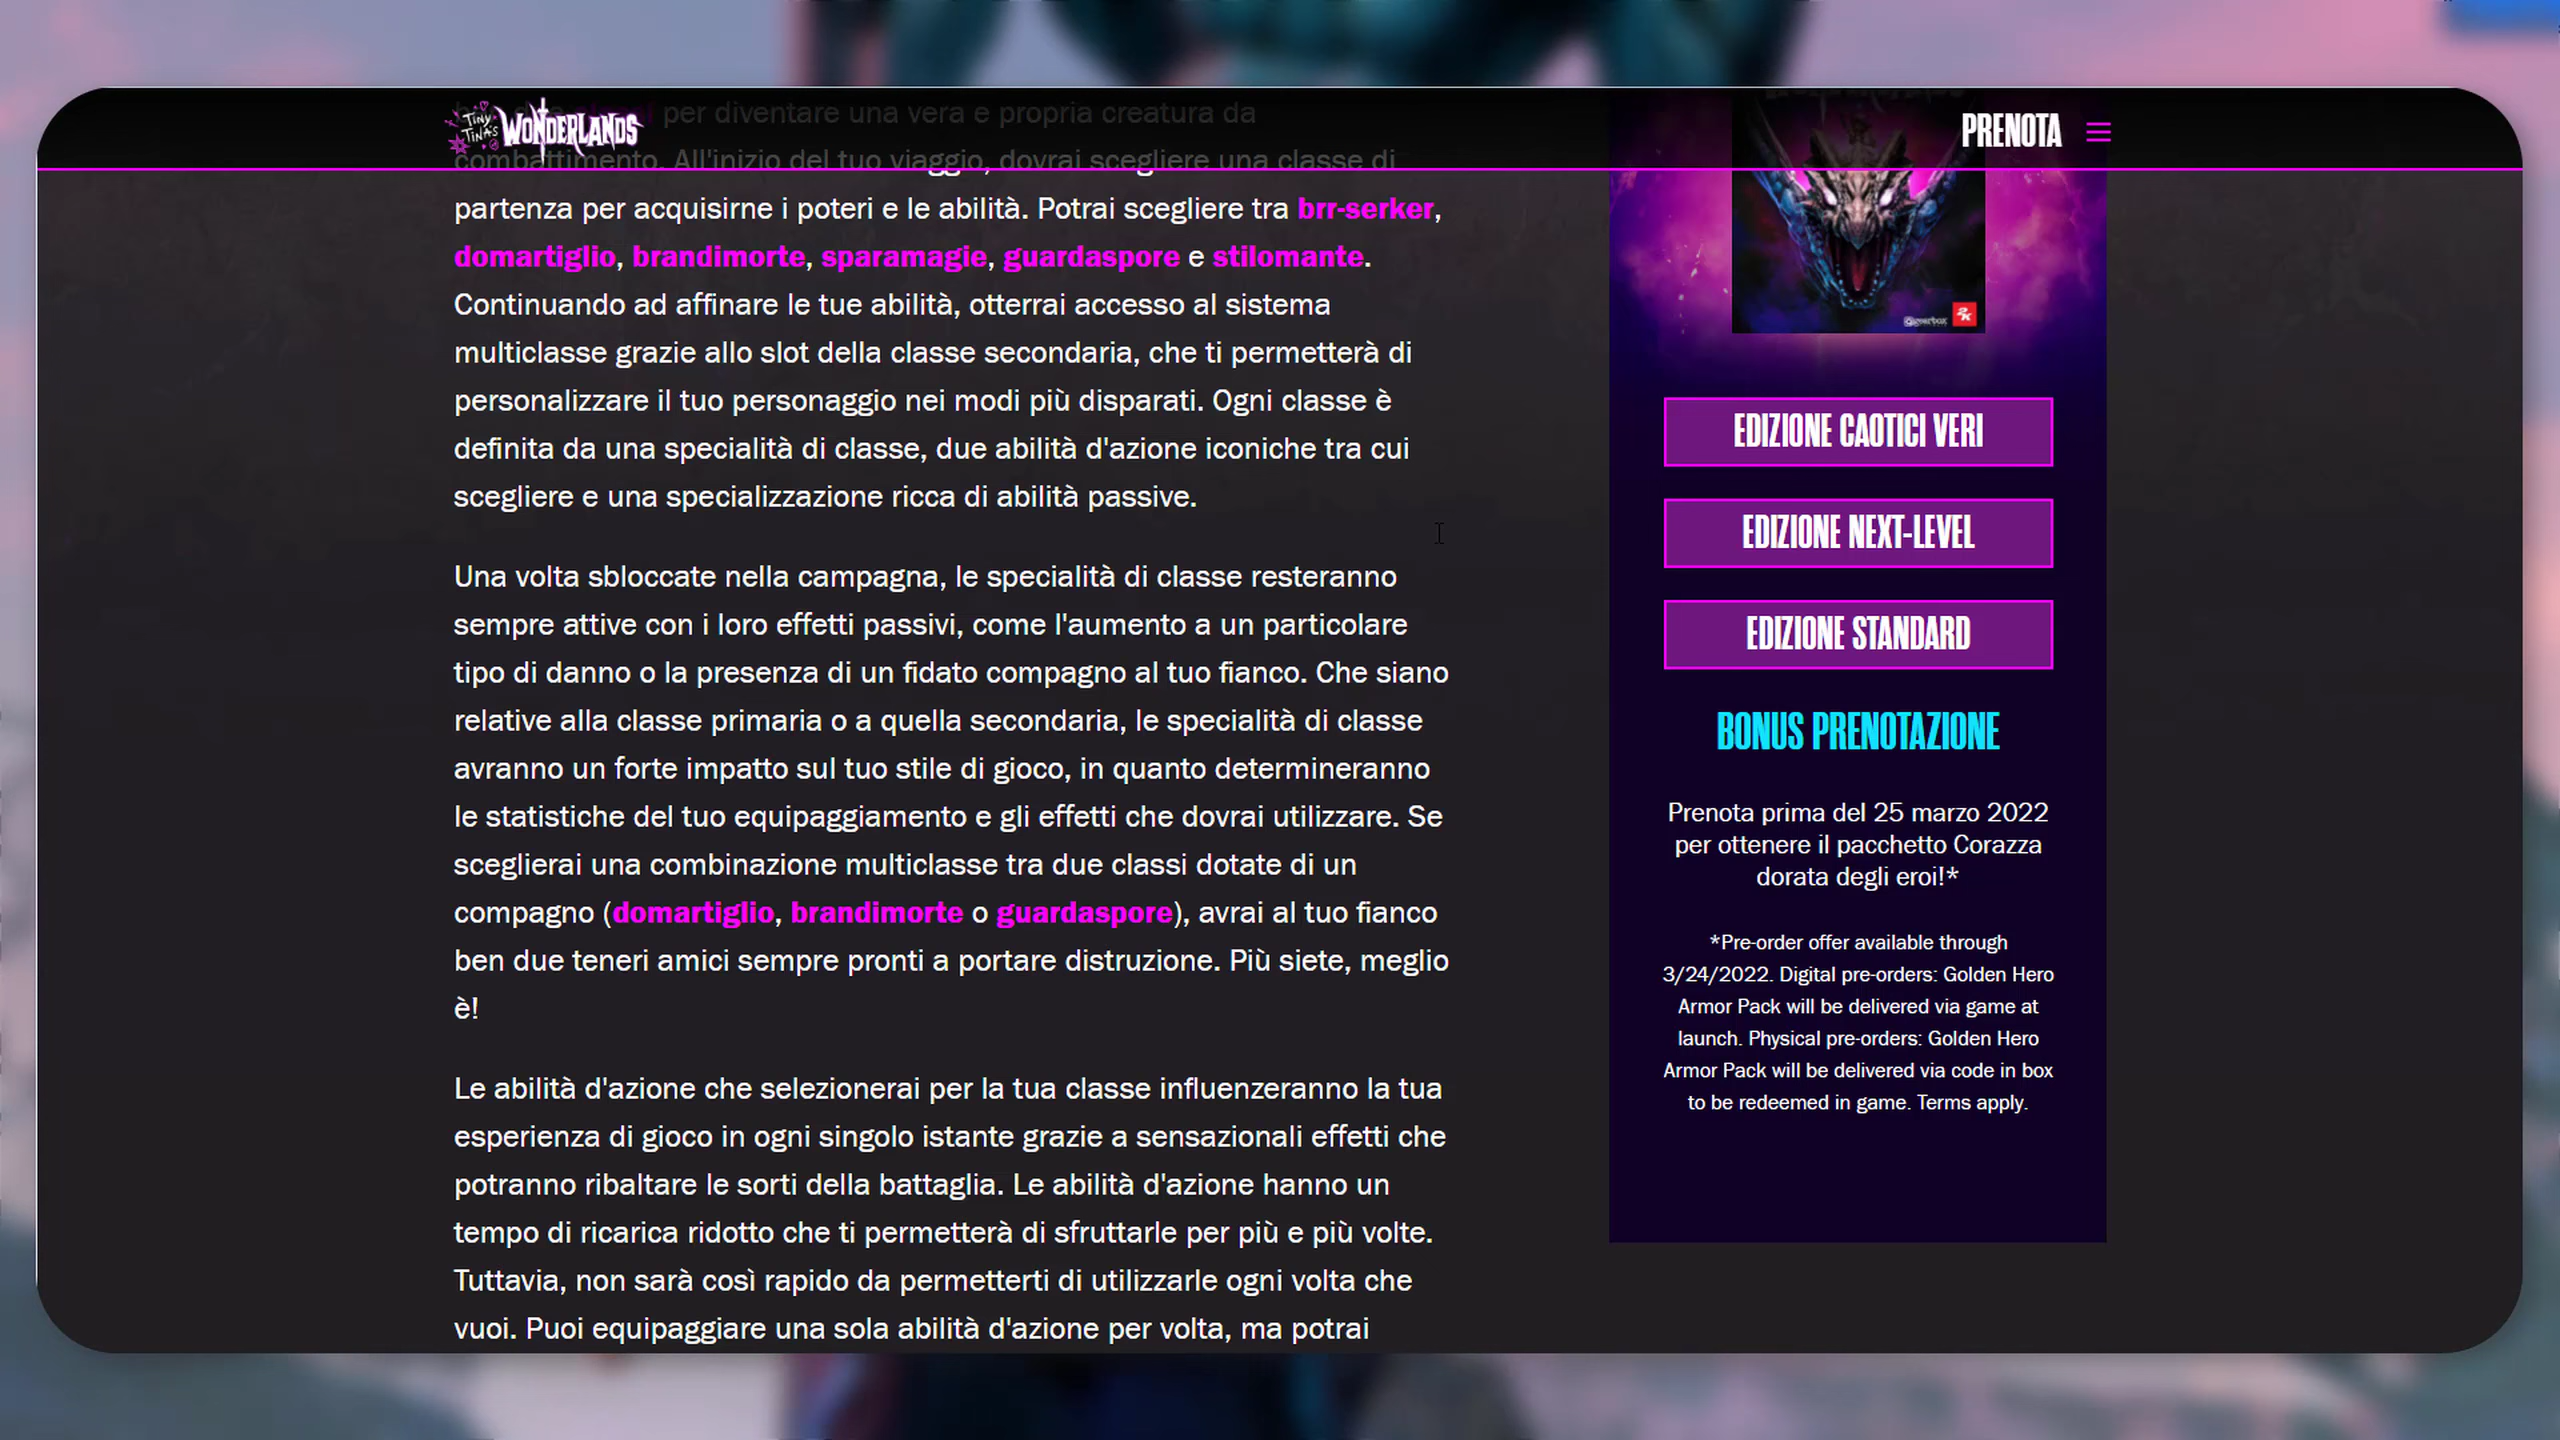 TINY TINA'S WONDERLANDS
PRENOTA
per diventare una vera e propria creatura da
combattimento. All'inizio del tuo viaggio, dovrai scegliere una classe di
partenza per acquisirne i poteri e le abilità. Potrai scegliere tra brr-serker,
domartiglio, brandimorte, sparamagie, guardaspore e stilomante.
Continuando ad affinare le tue abilità, otterrai accesso al sistema
multiclasse grazie allo slot della classe secondaria, che ti permetterà di
personalizzare il tuo personaggio nei modi più disparati. Ogni classe è
definita da una specialità di classe, due abilità d'azione iconiche tra cui
scegliere e una specializzazione ricca di abilità passive.
Una volta sbloccate nella campagna, le specialità di classe resteranno
sempre attive con i loro effetti passivi, come l'aumento a un particolare
tipo di danno o la presenza di un fidato compagno al tuo fianco. Che siano
relative alla classe primaria o a quella secondaria, le specialità di classe
avranno un forte impatto sul tuo stile di gioco, in quanto determineranno
le statistiche del tuo equipaggiamento e gli effetti che dovrai utilizzare. Se
sceglierai una combinazione multiclasse tra due classi dotate di un
compagno (domartiglio, brandimorte o guardaspore), avrai al tuo fianco
ben due teneri amici sempre pronti a portare distruzione. Più siete, meglio
è!
Le abilità d'azione che selezionerai per la tua classe influenzeranno la tua
esperienza di gioco in ogni singolo istante grazie a sensazionali effetti che
potranno ribaltare le sorti della battaglia. Le abilità d'azione hanno un
tempo di ricarica ridotto che ti permetterà di sfruttarle per più e più volte.
Tuttavia, non sarà così rapido da permetterti di utilizzarle ogni volta che
vuoi. Puoi equipaggiare una sola abilità d'azione per volta, ma potrai
gearbox 2K
EDIZIONE CAOTICI VERI
EDIZIONE NEXT-LEVEL
EDIZIONE STANDARD
BONUS PRENOTAZIONE
Prenota prima del 25 marzo 2022
per ottenere il pacchetto Corazza
dorata degli eroi!*
*Pre-order offer available through
3/24/2022. Digital pre-orders: Golden Hero
Armor Pack will be delivered via game at
launch. Physical pre-orders: Golden Hero
Armor Pack will be delivered via code in box
to be redeemed in game. Terms apply.